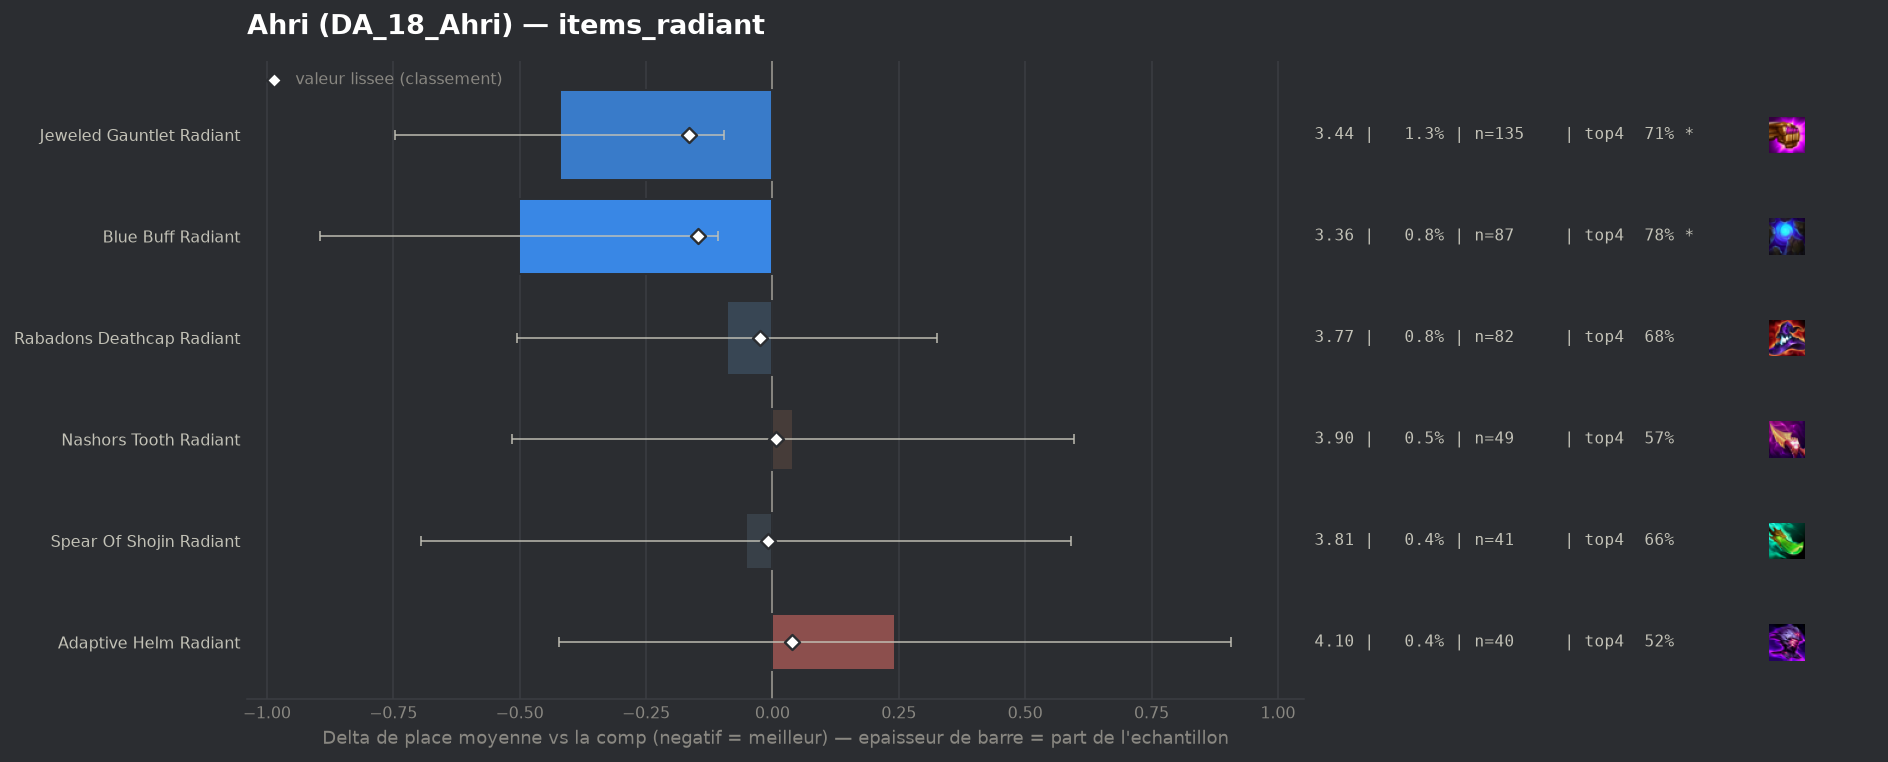 Ahri (DA_18_Ahri) — items_radiant
valeur lissee (classement)
Jeweled Gauntlet Radiant 3.44 | 1.3% | n=135 | top4 71% *
Blue Buff Radiant 3.36 | 0.8% | n=87 | top4 78% *
Rabadons Deathcap Radiant 3.77 | 0.8% | n=82 | top4 68%
Nashors Tooth Radiant 3.90 | 0.5% | n=49 | top4 57%
Spear Of Shojin Radiant 3.81 | 0.4% | n=41 | top4 66%
Adaptive Helm Radiant 4.10 | 0.4% | n=40 | top4 52%
−1.00 −0.75 −0.50 −0.25 0.00 0.25 0.50 0.75 1.00
Delta de place moyenne vs la comp (negatif = meilleur) — epaisseur de barre = part de l'echantillon